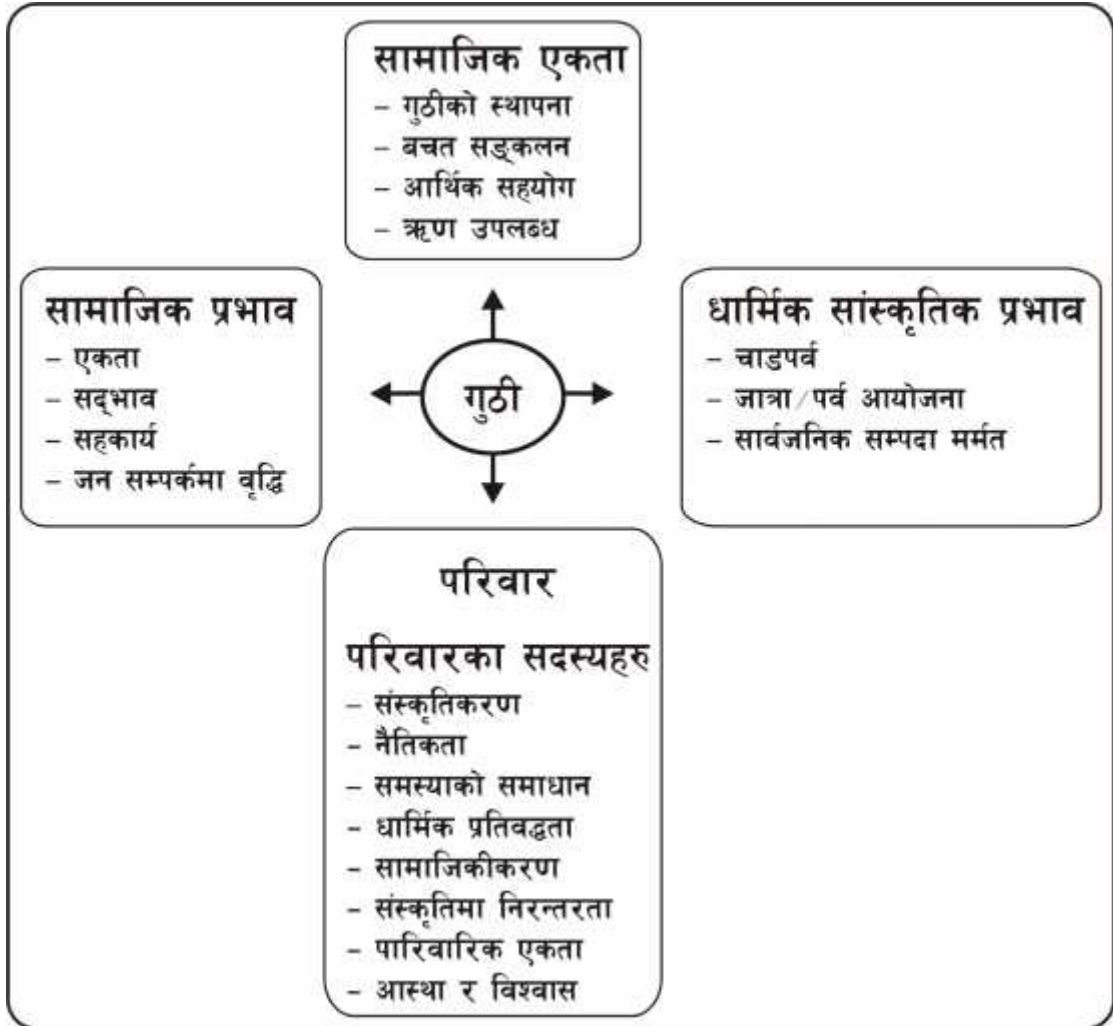 सामाजिक एकता
– गुठीको स्थापना
– बचत सङ्कलन
– आर्थिक सहयोग
– ऋण उपलब्ध
सामाजिक प्रभाव
– एकता
– सद्‌भाव
– सहकार्य
– जन सम्पर्कमा वृद्धि
गुठी
धार्मिक सांस्कृतिक प्रभाव
– चाडपर्व
– जात्रा/पर्व आयोजना
– सार्वजनिक सम्पदा मर्मत
परिवार
परिवारका सदस्यहरु
– संस्कृतिकरण
– नैतिकता
– समस्याको समाधान
– धार्मिक प्रतिवद्धता
– सामाजिकीकरण
– संस्कृतिमा निरन्तरता
– पारिवारिक एकता
– आस्था र विश्वास